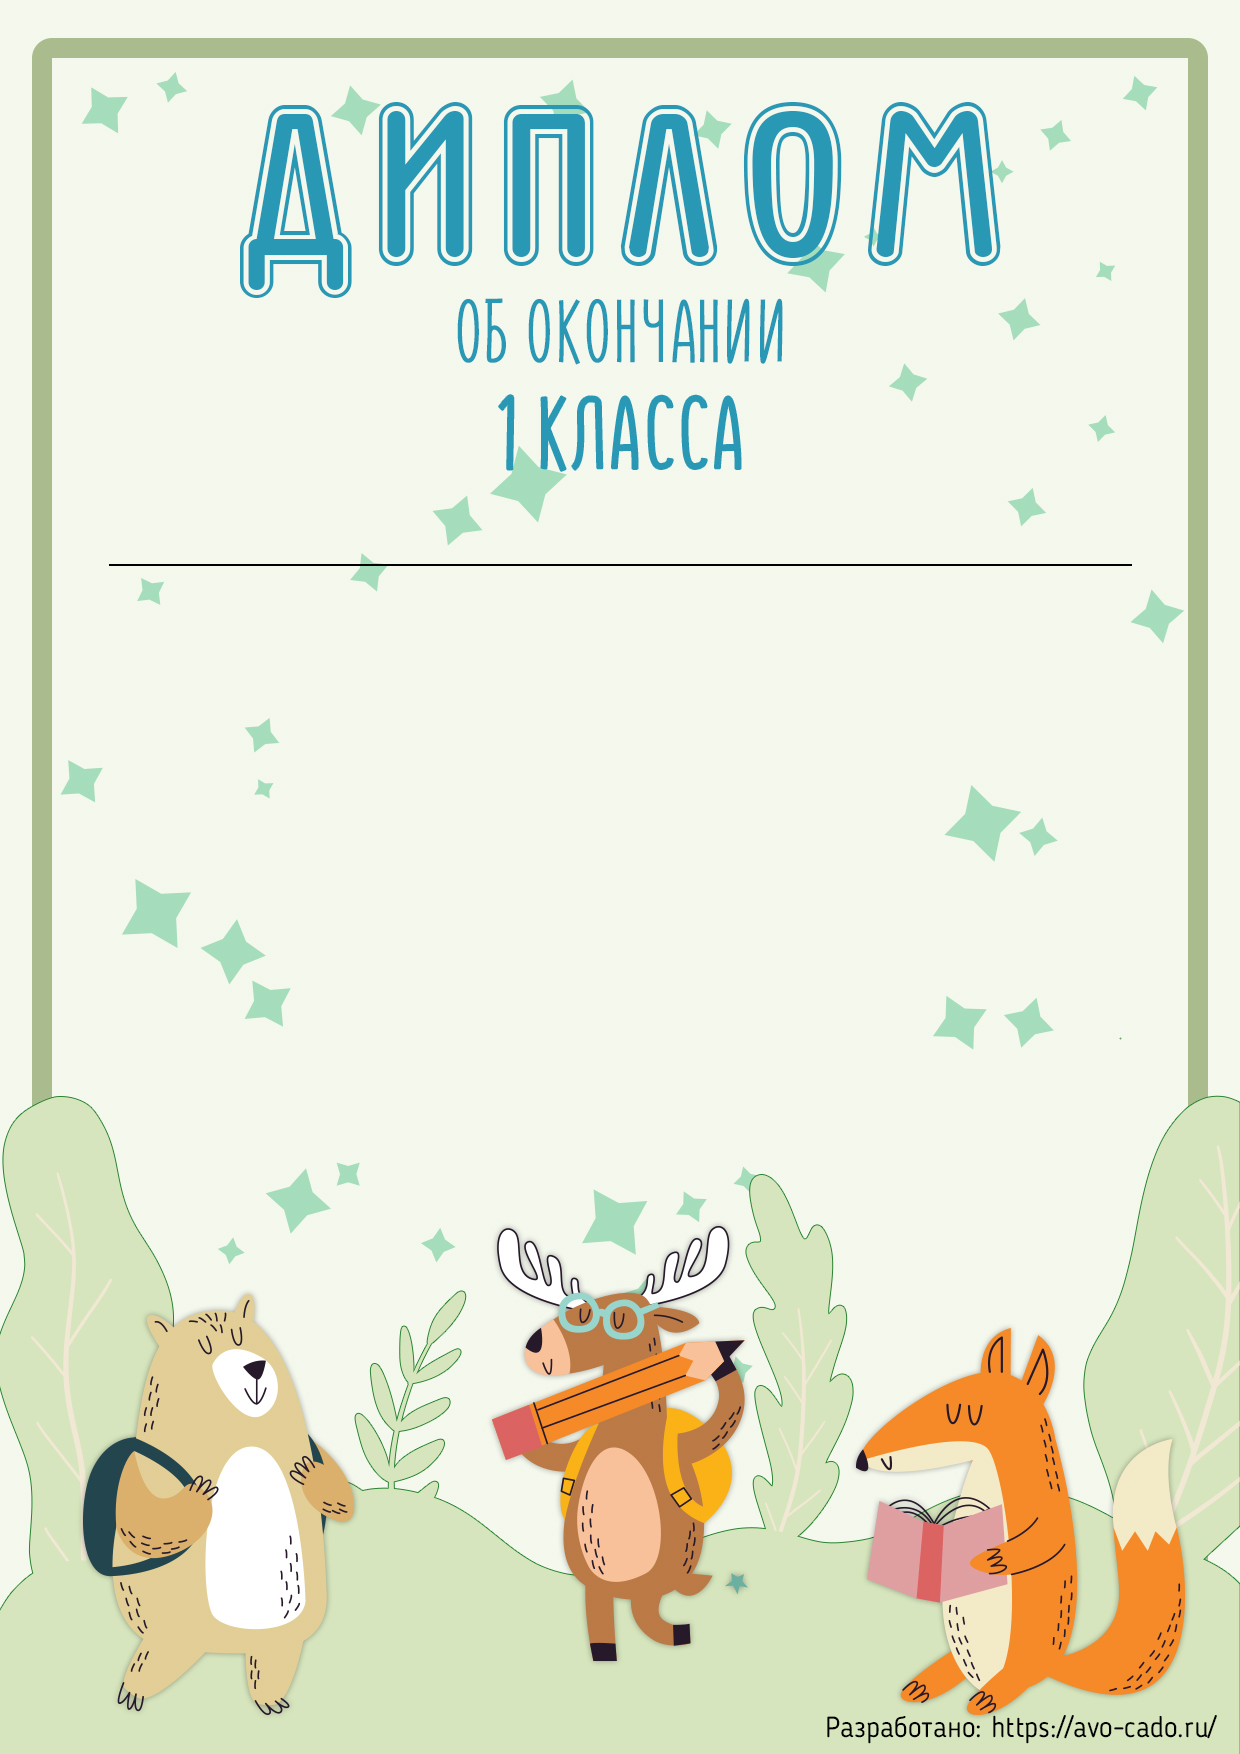 ДИПЛОМ
ОБ ОКОНЧАНИИ
1 КЛАССА
Разработано: https://avo-cado.ru/